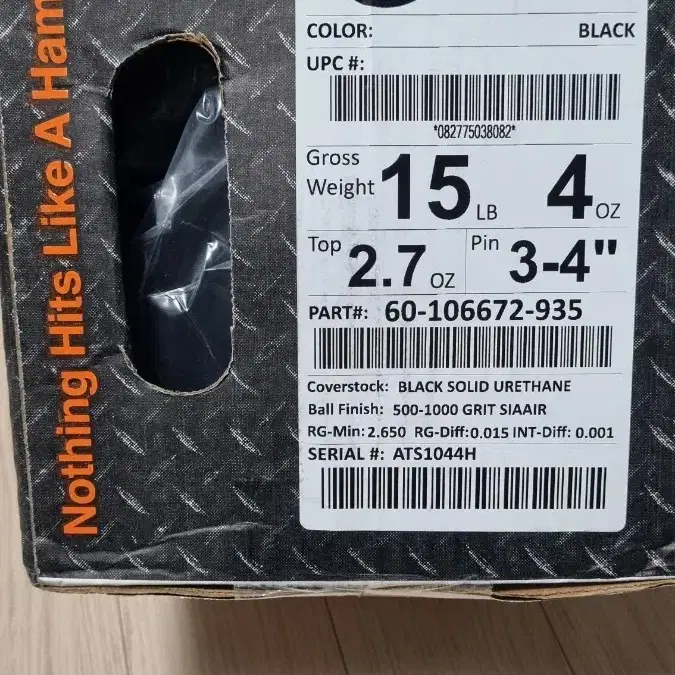 Nothing Hits Like A Ham
COLOR: BLACK
UPC #:
*082775038082*
Gross Weight 15 LB 4 OZ
Top 2.7 OZ Pin 3-4"
PART#: 60-106672-935
Coverstock: BLACK SOLID URETHANE
Ball Finish: 500-1000 GRIT SIAAIR
RG-Min: 2.650 RG-Diff: 0.015 INT-Diff: 0.001
SERIAL #: ATS1044H